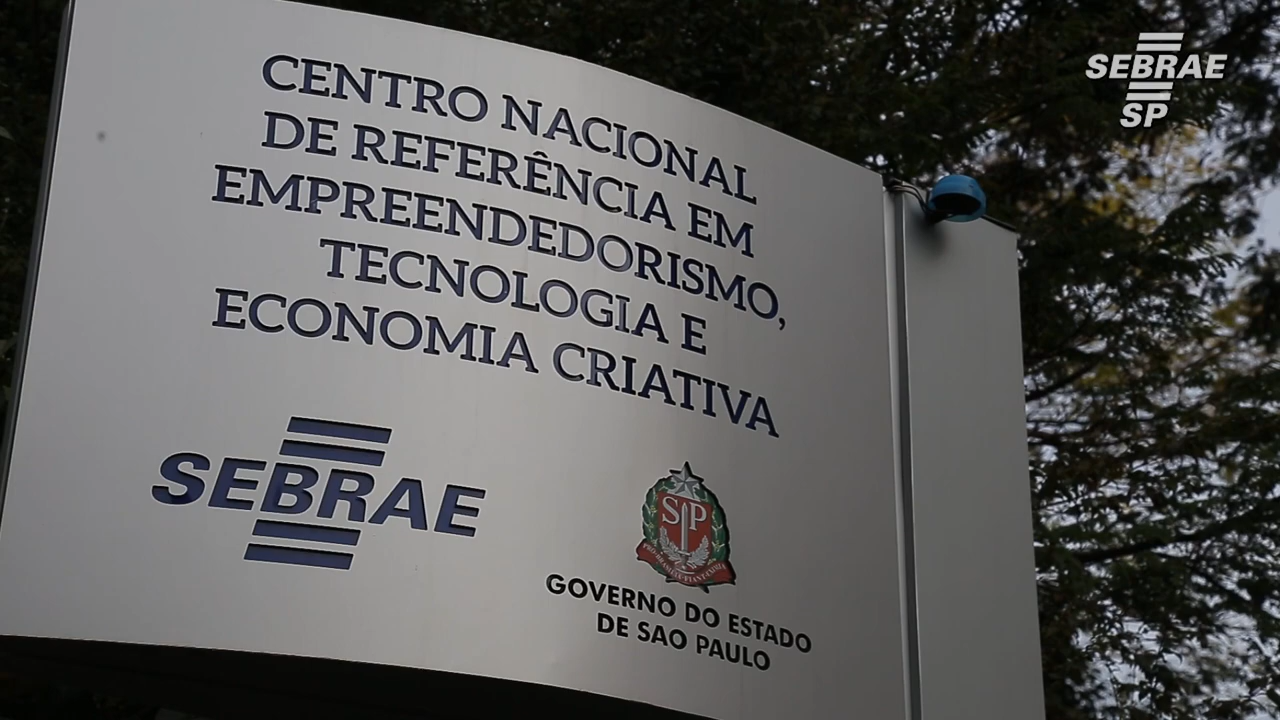 CENTRO NACIONAL
DE REFERÊNCIA EM
EMPREENDEDORISMO,
TECNOLOGIA E
ECONOMIA CRIATIVA
SEBRAE
SP
GOVERNO DO ESTADO
DE SAO PAULO
SEBRAE
SP